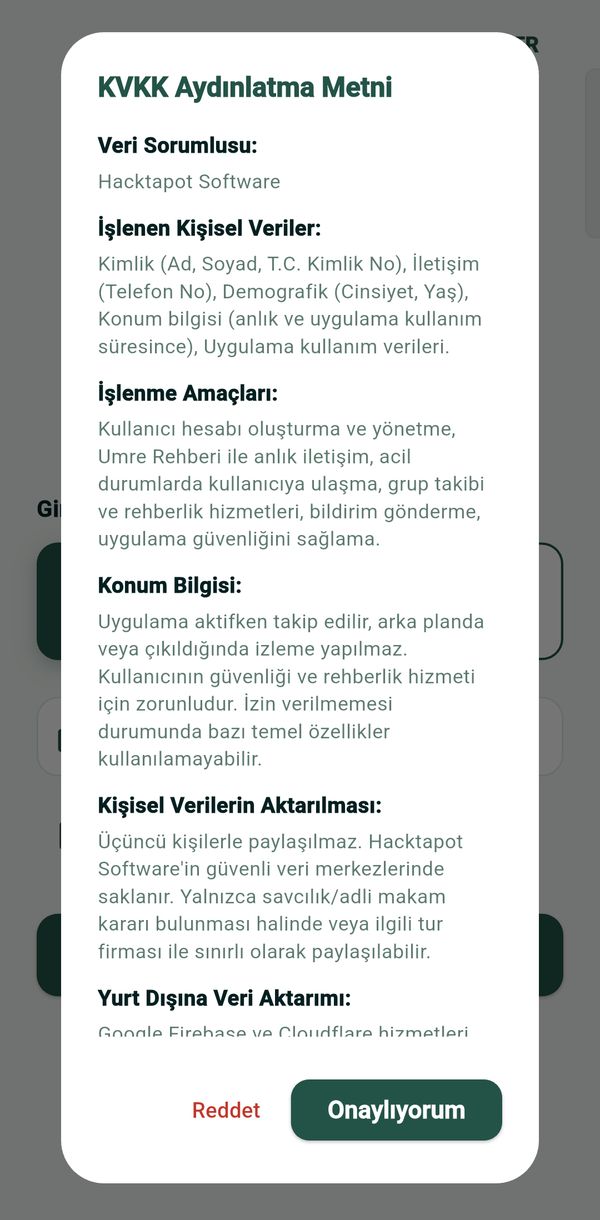 KVKK Aydınlatma Metni
Veri Sorumlusu:
Hacktapot Software
İşlenen Kişisel Veriler:
Kimlik (Ad, Soyad, T.C. Kimlik No), İletişim
(Telefon No), Demografik (Cinsiyet, Yaş),
Konum bilgisi (anlık ve uygulama kullanım
süresince), Uygulama kullanım verileri.
İşlenme Amaçları:
Kullanıcı hesabı oluşturma ve yönetme,
Umre Rehberi ile anlık iletişim, acil
durumlarda kullanıcıya ulaşma, grup takibi
ve rehberlik hizmetleri, bildirim gönderme,
uygulama güvenliğini sağlama.
Konum Bilgisi:
Uygulama aktifken takip edilir, arka planda
veya çıkıldığında izleme yapılmaz.
Kullanıcının güvenliği ve rehberlik hizmeti
için zorunludur. İzin verilmemesi
durumunda bazı temel özellikler
kullanılamayabilir.
Kişisel Verilerin Aktarılması:
Üçüncü kişilerle paylaşılmaz. Hacktapot
Software'in güvenli veri merkezlerinde
saklanır. Yalnızca savcılık/adli makam
kararı bulunması halinde veya ilgili tur
firması ile sınırlı olarak paylaşılabilir.
Yurt Dışına Veri Aktarımı:
Google Firebase ve Cloudflare hizmetleri
Reddet
Onaylıyorum